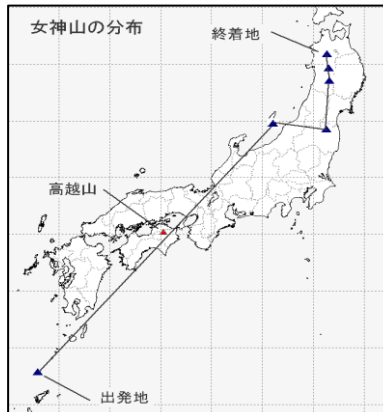 女神山の分布
終着地
高越山
出発地